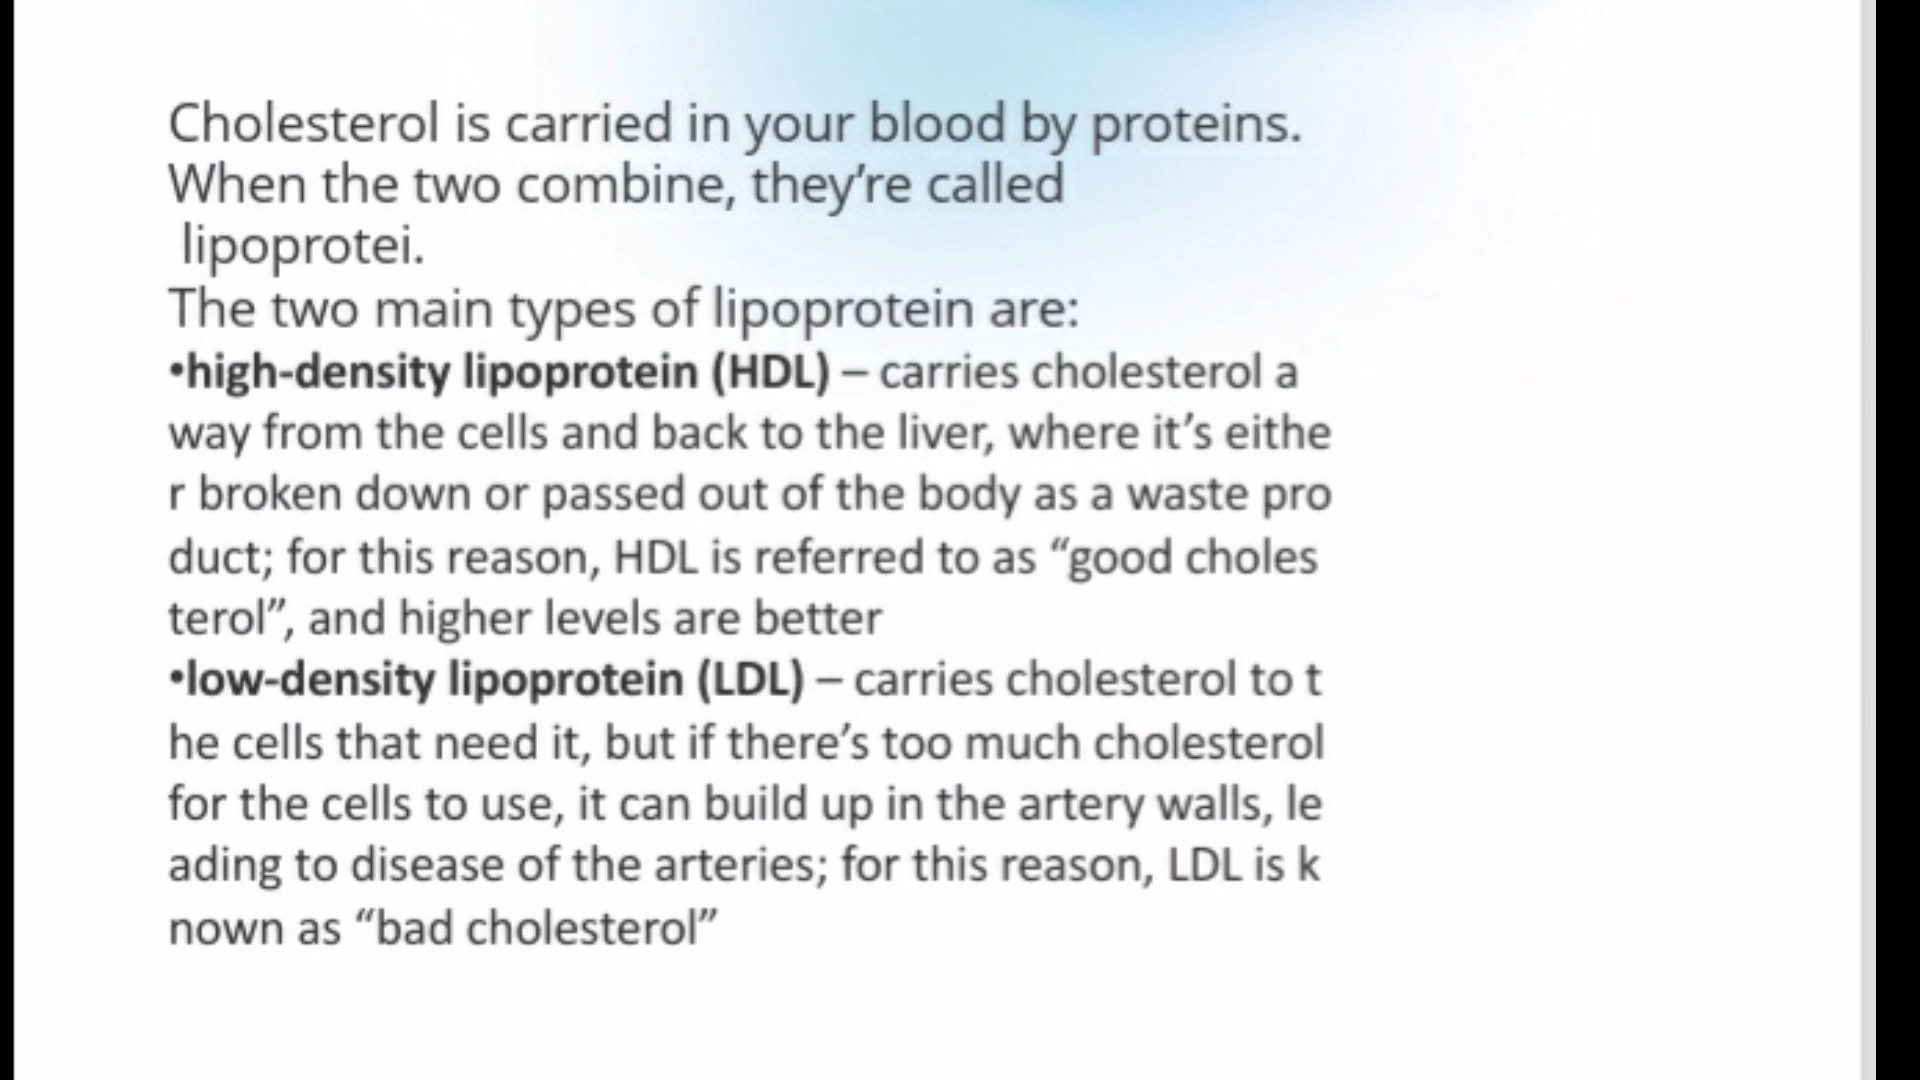 Cholesterol is carried in your blood by proteins.
When the two combine, they’re called
lipoprotei.
The two main types of lipoprotein are:
•high-density lipoprotein (HDL) – carries cholesterol a
way from the cells and back to the liver, where it’s eithe
r broken down or passed out of the body as a waste pro
duct; for this reason, HDL is referred to as “good choles
terol”, and higher levels are better
•low-density lipoprotein (LDL) – carries cholesterol to t
he cells that need it, but if there’s too much cholesterol
for the cells to use, it can build up in the artery walls, le
ading to disease of the arteries; for this reason, LDL is k
nown as “bad cholesterol”